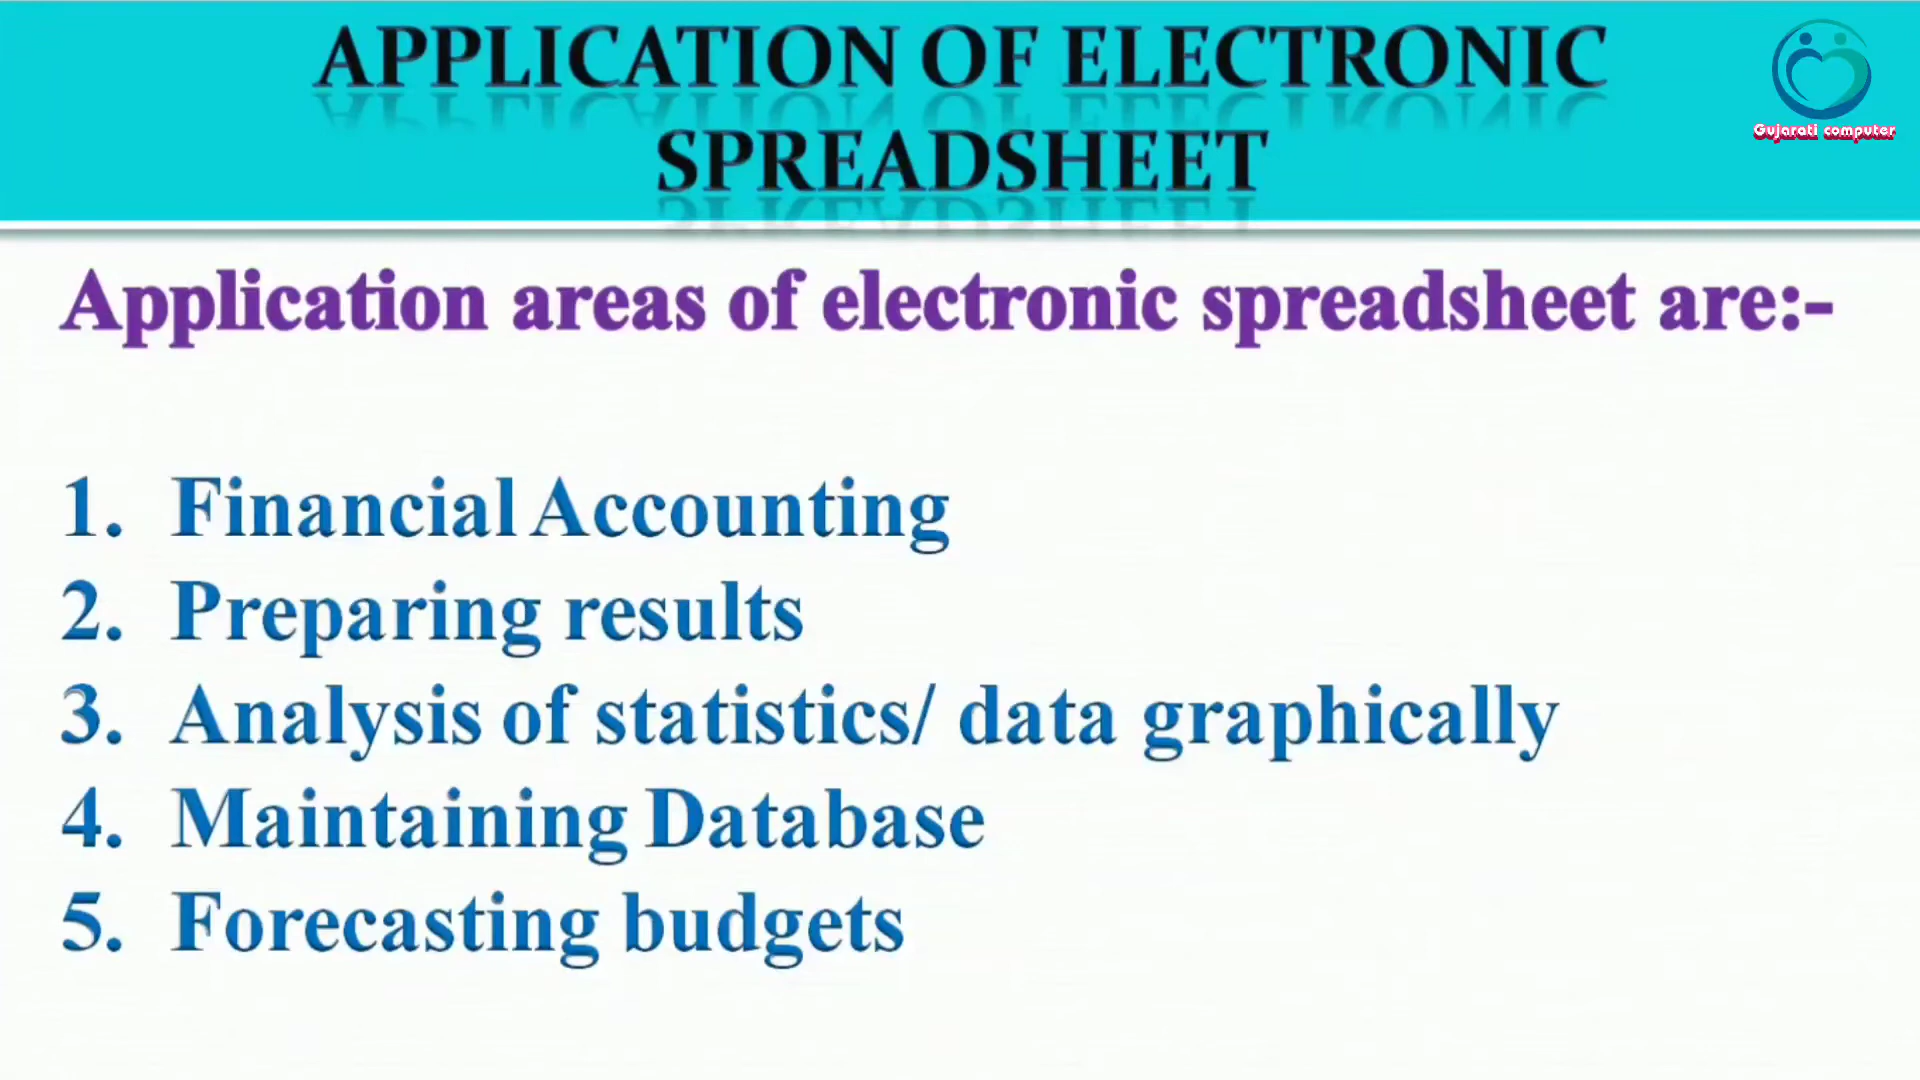 APPLICATION OF ELECTRONIC
SPREADSHEET
Gujarati computer
Application areas of electronic spreadsheet are:-
1. Financial Accounting
2. Preparing results
3. Analysis of statistics/ data graphically
4. Maintaining Database
5. Forecasting budgets